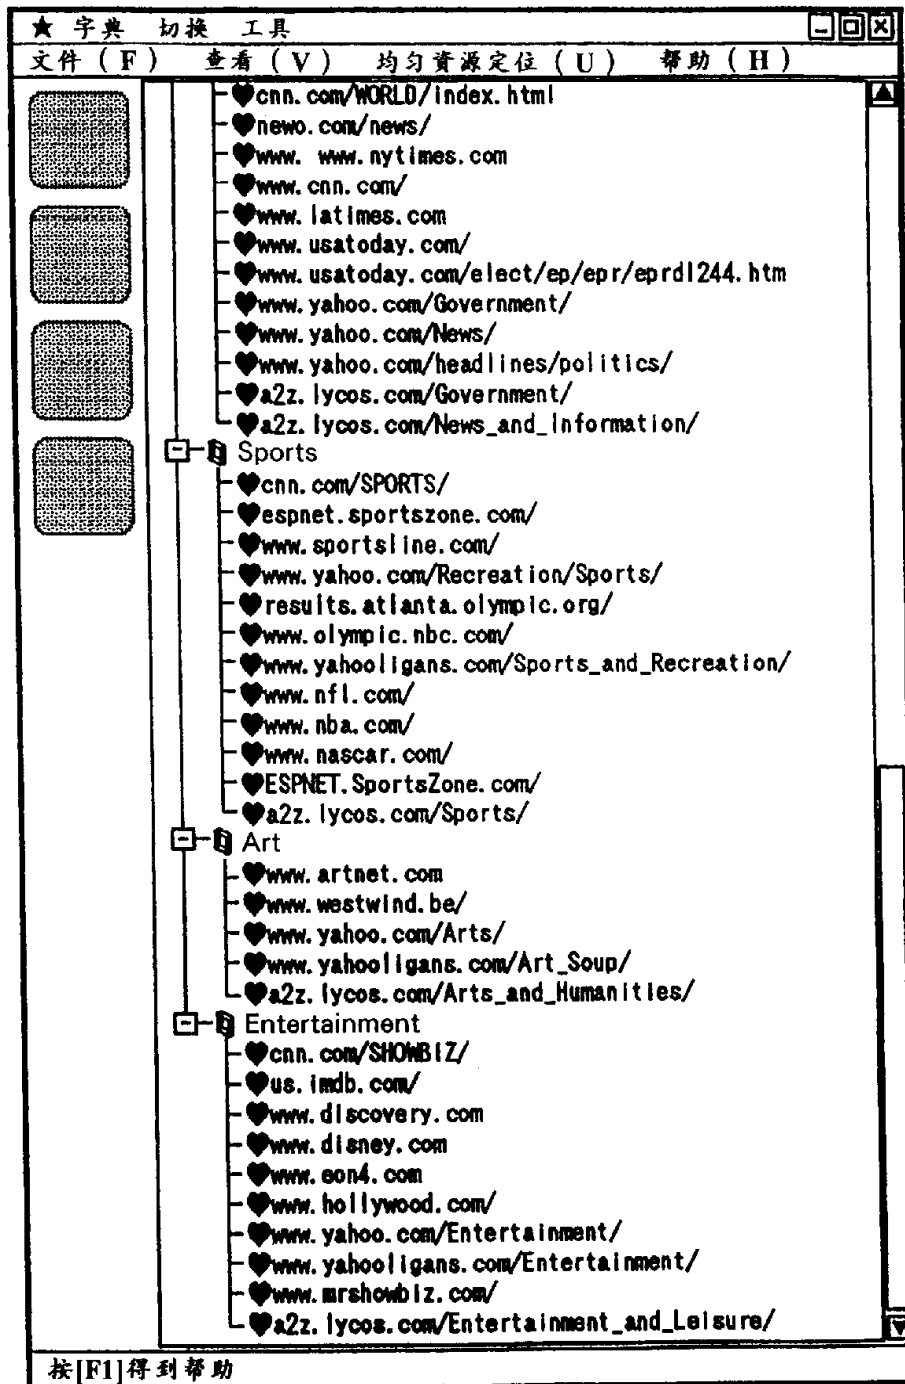 ★ 字典 切换 工具
文件(F) 查看(V) 均匀資源定位(U) 帮助(H)
cnn.com/WORLD/index.html
newo.com/news/
www. www.nytimes.com
www.cnn.com/
www.latimes.com
www.usatoday.com/
www.usatoday.com/elect/ep/epr/eprdl244.htm
www.yahoo.com/Government/
www.yahoo.com/News/
www.yahoo.com/headlines/politics/
a2z.lycos.com/Government/
a2z.lycos.com/News_and_Information/
Sports
cnn.com/SPORTS/
espnet.sportszone.com/
www.sportsline.com/
www.yahoo.com/Recreation/Sports/
results.atlanta.olympic.org/
www.olympic.nbc.com/
www.yahooligans.com/Sports_and_Recreation/
www.nfl.com/
www.nba.com/
www.nascar.com/
ESPNET.SportsZone.com/
a2z.lycos.com/Sports/
Art
www.artnet.com
www.westwind.be/
www.yahoo.com/Arts/
www.yahooligans.com/Art_Soup/
a2z.lycos.com/Arts_and_Humanities/
Entertainment
cnn.com/SHOWBIZ/
us.imdb.com/
www.discovery.com
www.disney.com
www.eon4.com
www.hollywood.com/
www.yahoo.com/Entertainment/
www.yahooligans.com/Entertainment/
www.mrshowbiz.com/
a2z.lycos.com/Entertainment_and_Leisure/
按[F1]得到帮助